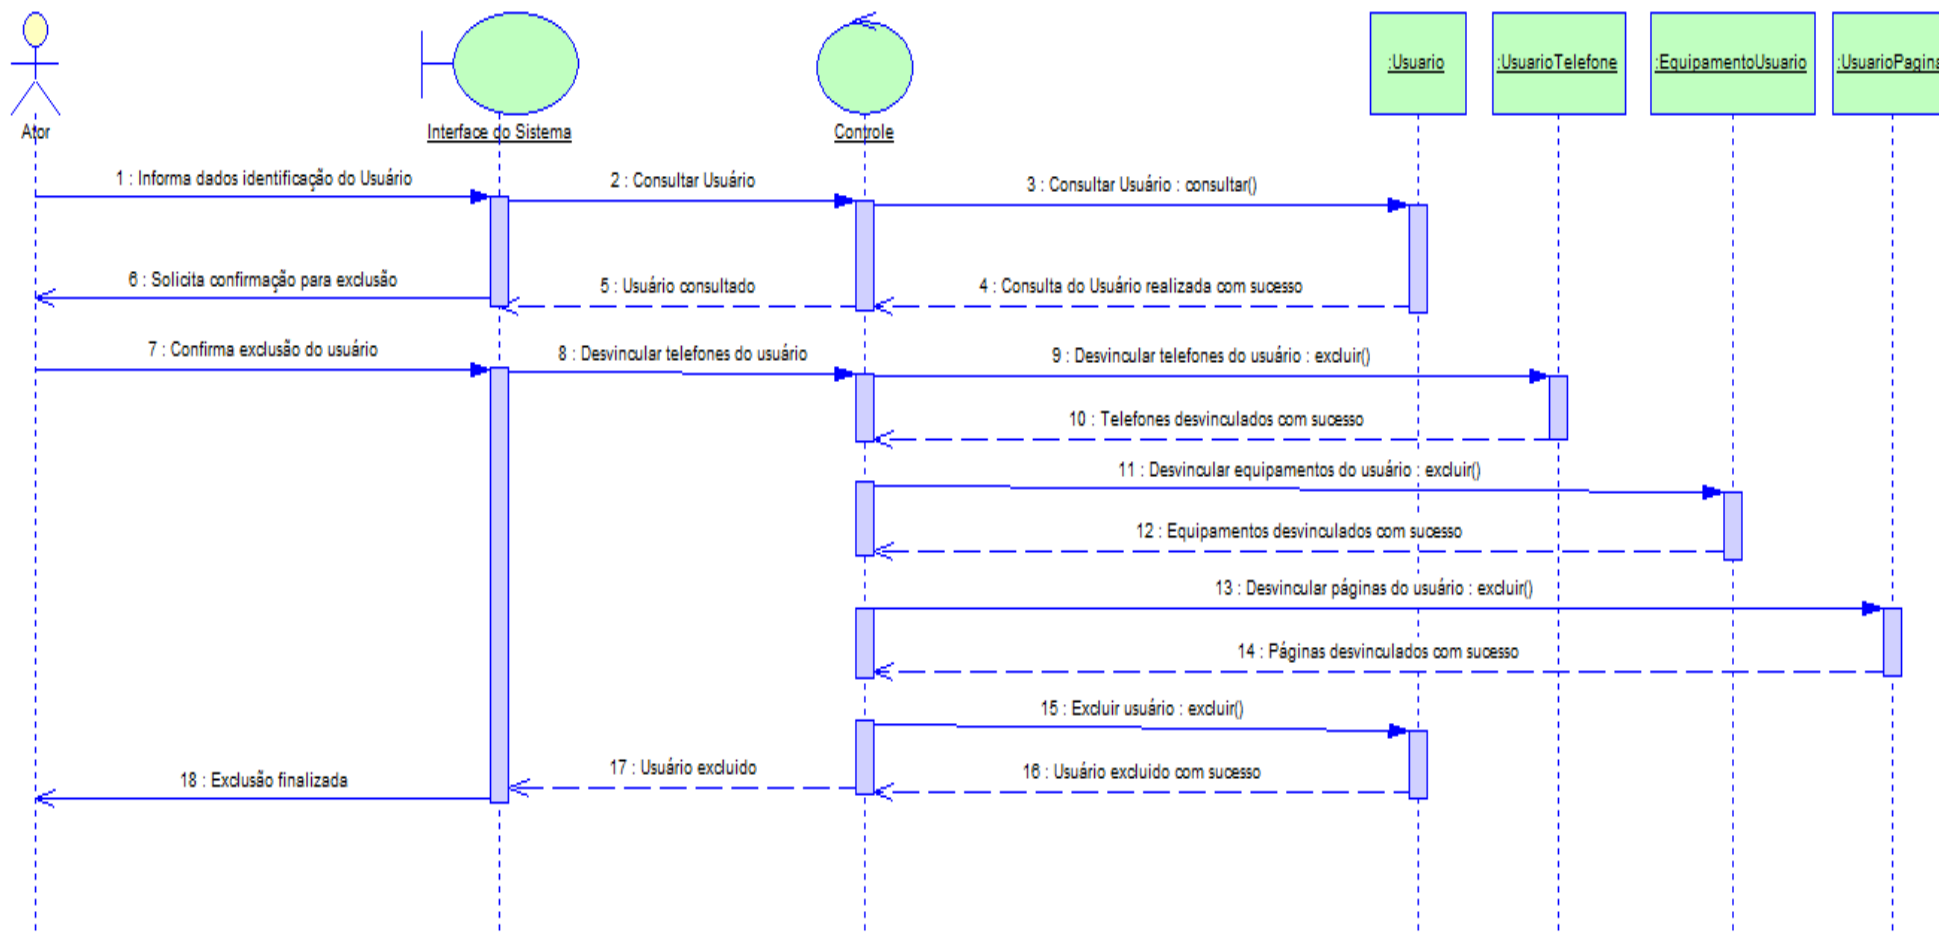 :Usuario
:UsuarioTelefone
:EquipamentoUsuario
:UsuarioPagina
Ator
Interface do Sistema
Controle
1 : Informa dados identificação do Usuário
2 : Consultar Usuário
3 : Consultar Usuário : consultar()
6 : Solicita confirmação para exclusão
5 : Usuário consultado
4 : Consulta do Usuário realizada com sucesso
7 : Confirma exclusão do usuário
8 : Desvincular telefones do usuário
9 : Desvincular telefones do usuário : excluir()
10 : Telefones desvinculados com sucesso
11 : Desvincular equipamentos do usuário : excluir()
12 : Equipamentos desvinculados com sucesso
13 : Desvincular páginas do usuário : excluir()
14 : Páginas desvinculados com sucesso
15 : Excluir usuário : excluir()
18 : Exclusão finalizada
17 : Usuário excluido
16 : Usuário excluido com sucesso